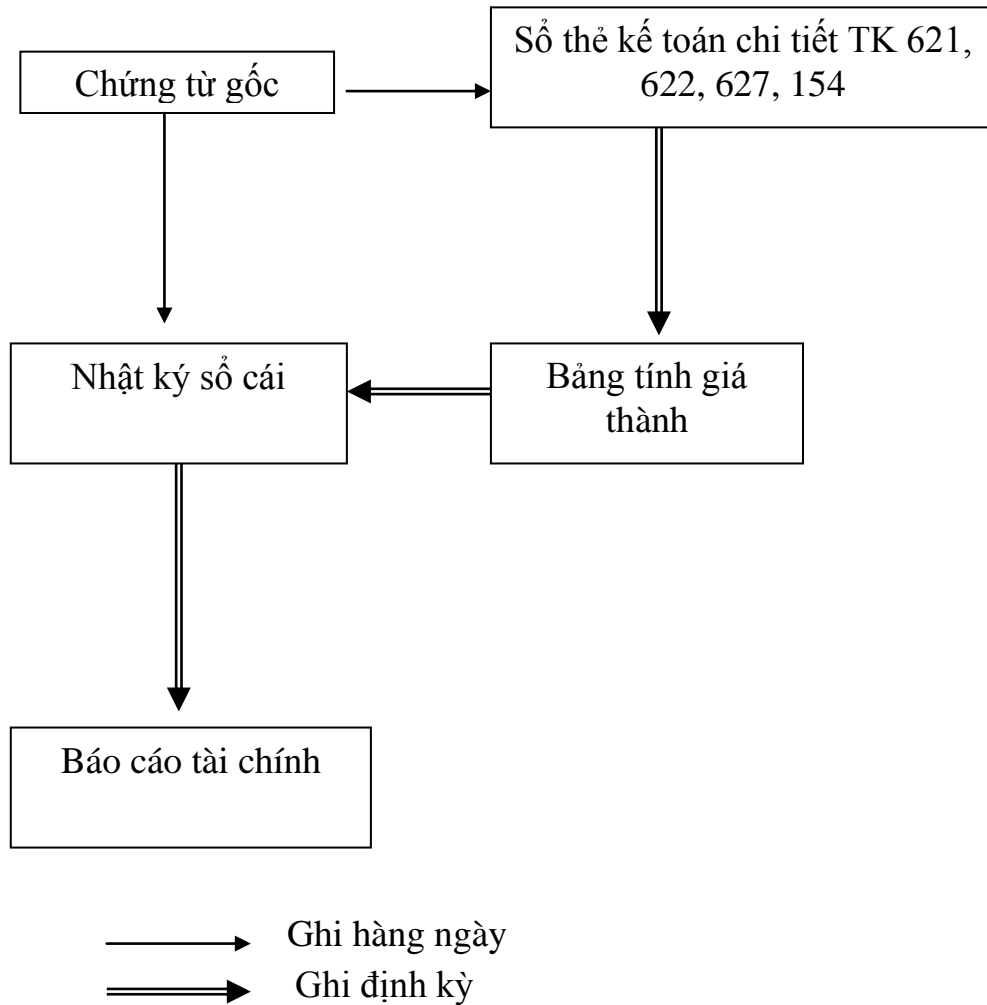 Chứng từ gốc
Sổ thẻ kế toán chi tiết TK 621,
622, 627, 154
Nhật ký sổ cái
Bảng tính giá
thành
Báo cáo tài chính
Ghi hàng ngày
Ghi định kỳ